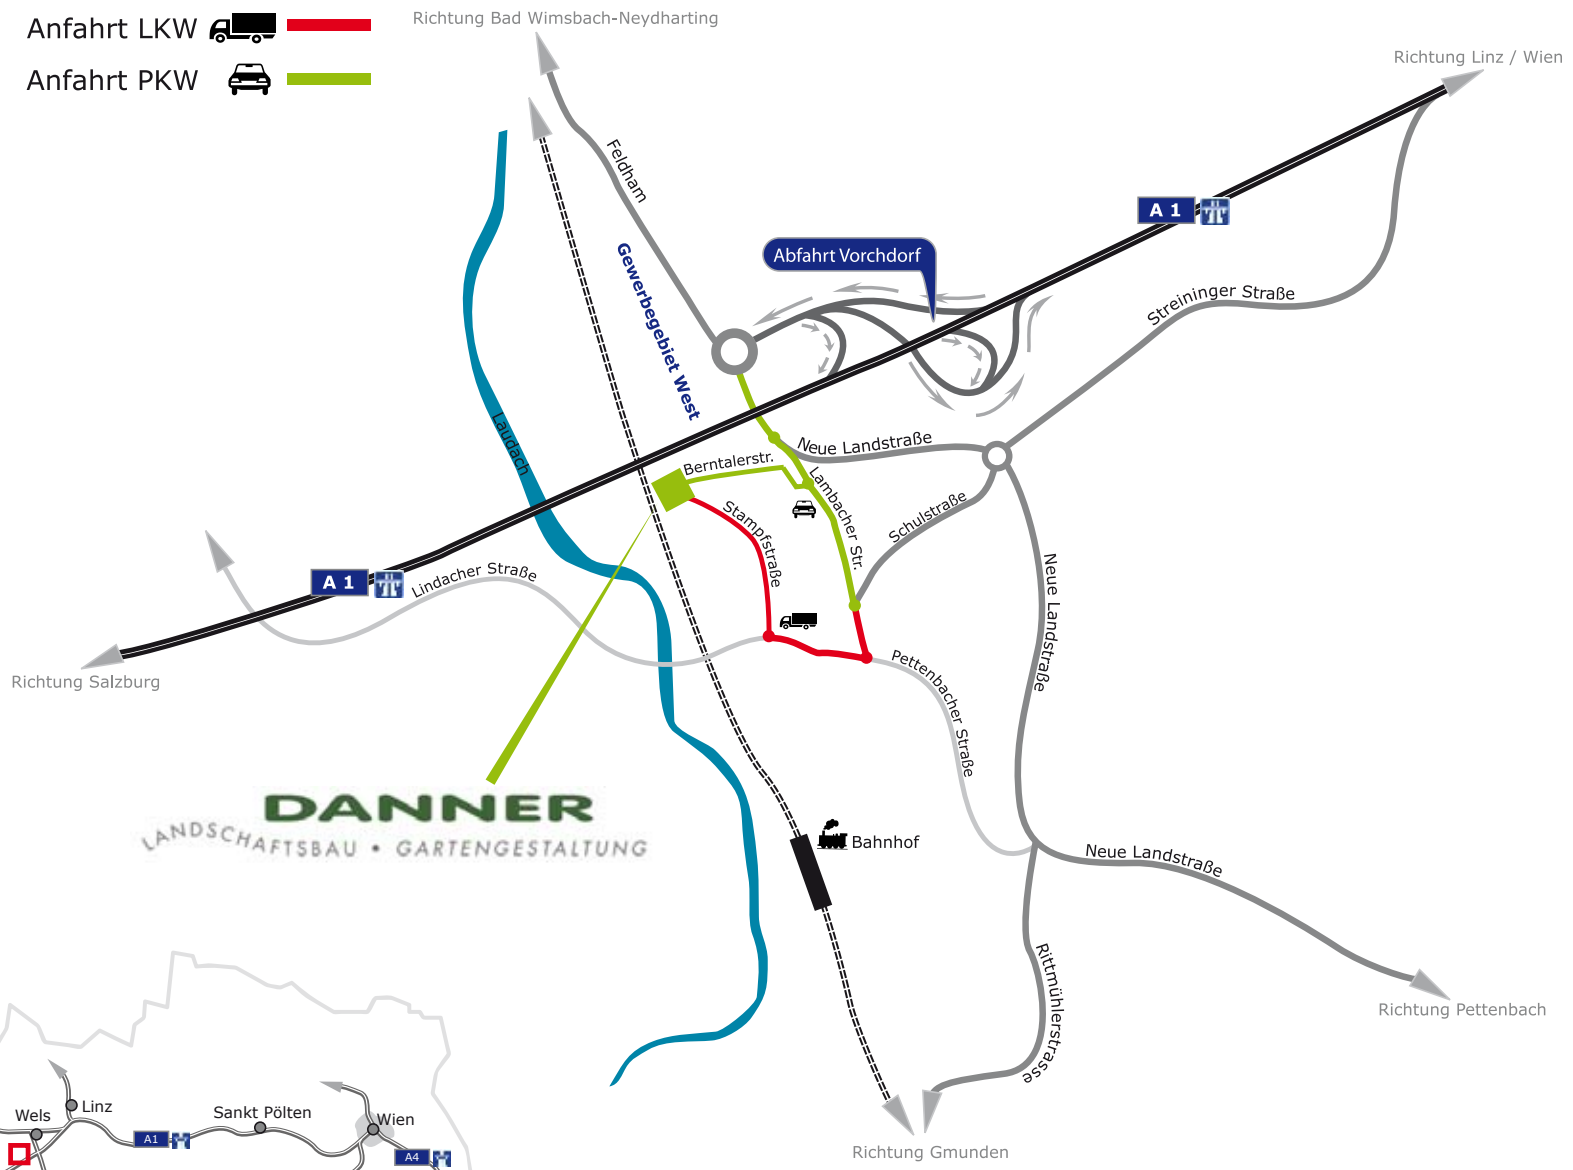 Anfahrt LKW
Richtung Bad Wimsbach-Neydharting
Anfahrt PKW
Richtung Linz / Wien
Feldham
A 1
Gewerbegebiet West
Abfahrt Vorchdorf
Streininger Straße
Laudach
Neue Landstraße
Berntalerstr.
Lambacher Str.
Stampfstraße
Schulstraße
A 1
Lindacher Straße
Neue Landstraße
Richtung Salzburg
Pettenbacher Straße
DANNER
LANDSCHAFTSBAU • GARTENGESTALTUNG
Bahnhof
Neue Landstraße
Rittmühlerstrasse
Richtung Pettenbach
Wels
Linz
Sankt Pölten
Wien
A1
A4
Richtung Gmunden